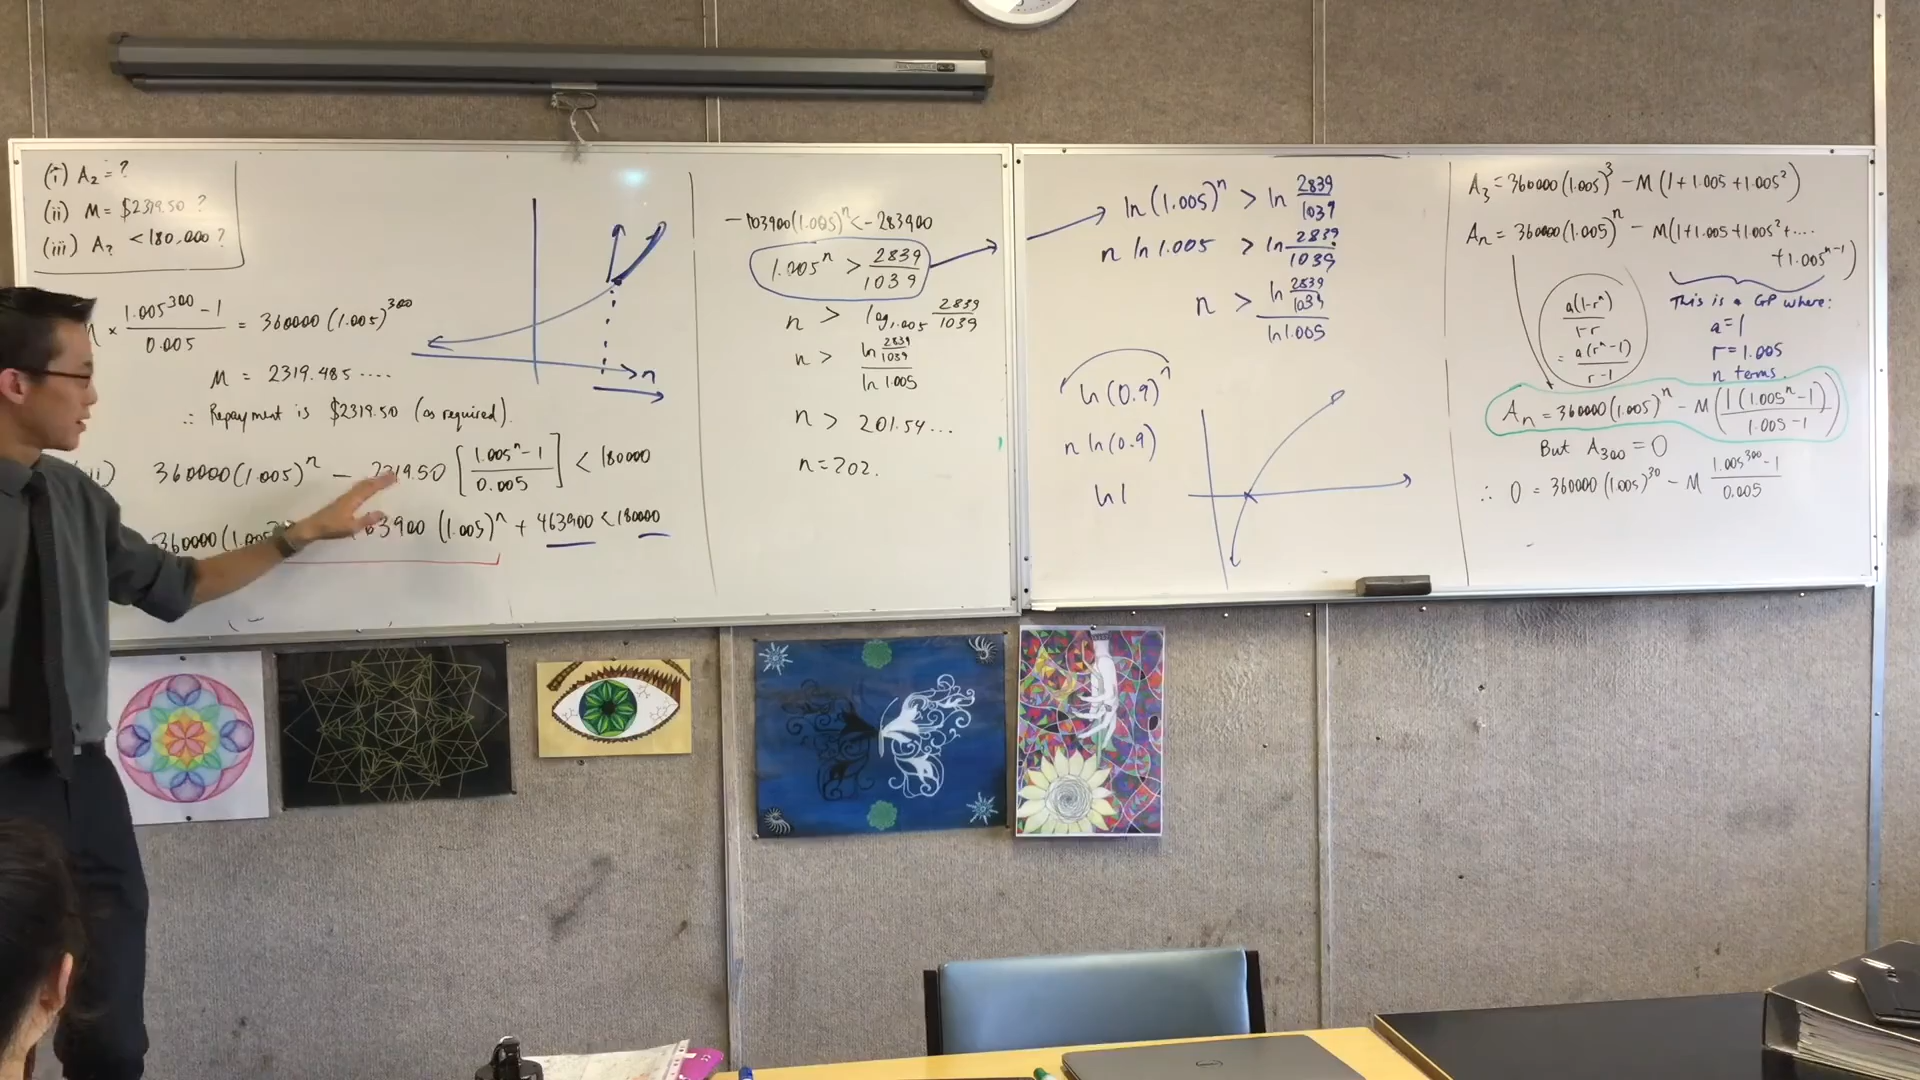 (i) A₂ = ?
(ii) M = $2319.50 ?
(iii) A? < 180,000 ?
× (1.005³⁰⁰ − 1)/0.005 = 360000 (1.005)³⁰⁰
M = 2319.485 ....
∴ Repayment is $2319.50 (as required).
360000(1.005)ⁿ − 2319.50 [(1.005ⁿ − 1)/0.005] < 180000
360000(1.005 63900 (1.005)ⁿ + 463900 < 180000
n
−103900(1.005)ⁿ < −283900
1.005ⁿ > 2839/1039
n > log₁.₀₀₅ 2839/1039
n > (ln 2839/1039)/(ln 1.005)
n > 201.54...
n = 202.
ln (1.005)ⁿ > ln 2839/1039
n ln 1.005 > ln 2839/1039
n > (ln 2839/1039)/(ln 1.005)
ln (0.9)ⁿ
n ln (0.9)
ln 1
A₃ = 360000 (1.005)³ − M (1 + 1.005 + 1.005²)
Aₙ = 360000 (1.005)ⁿ − M(1 + 1.005 + 1.005² + ....
+ 1.005ⁿ⁻¹)
a(1−rⁿ)/(1−r)
= a(rⁿ−1)/(r−1)
This is a GP where:
a = 1
r = 1.005
n terms.
Aₙ = 360000 (1.005)ⁿ − M (1(1.005ⁿ − 1)/(1.005 − 1))
But A₃₀₀ = 0
∴ 0 = 360000 (1.005)³⁰ − M (1.005³⁰⁰ − 1)/0.005